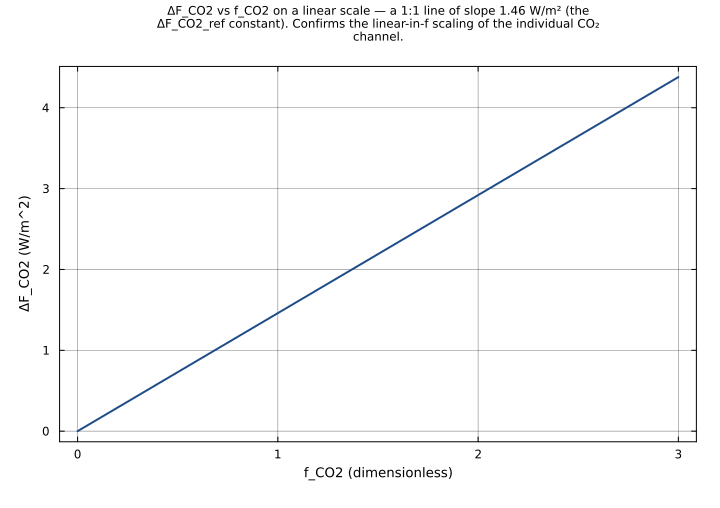 ΔF_CO2 vs f_CO2 on a linear scale — a 1:1 line of slope 1.46 W/m² (the
ΔF_CO2_ref constant). Confirms the linear-in-f scaling of the individual CO₂
channel.
4
3
2
1
0
ΔF_CO2 (W/m^2)
0 1 2 3
f_CO2 (dimensionless)